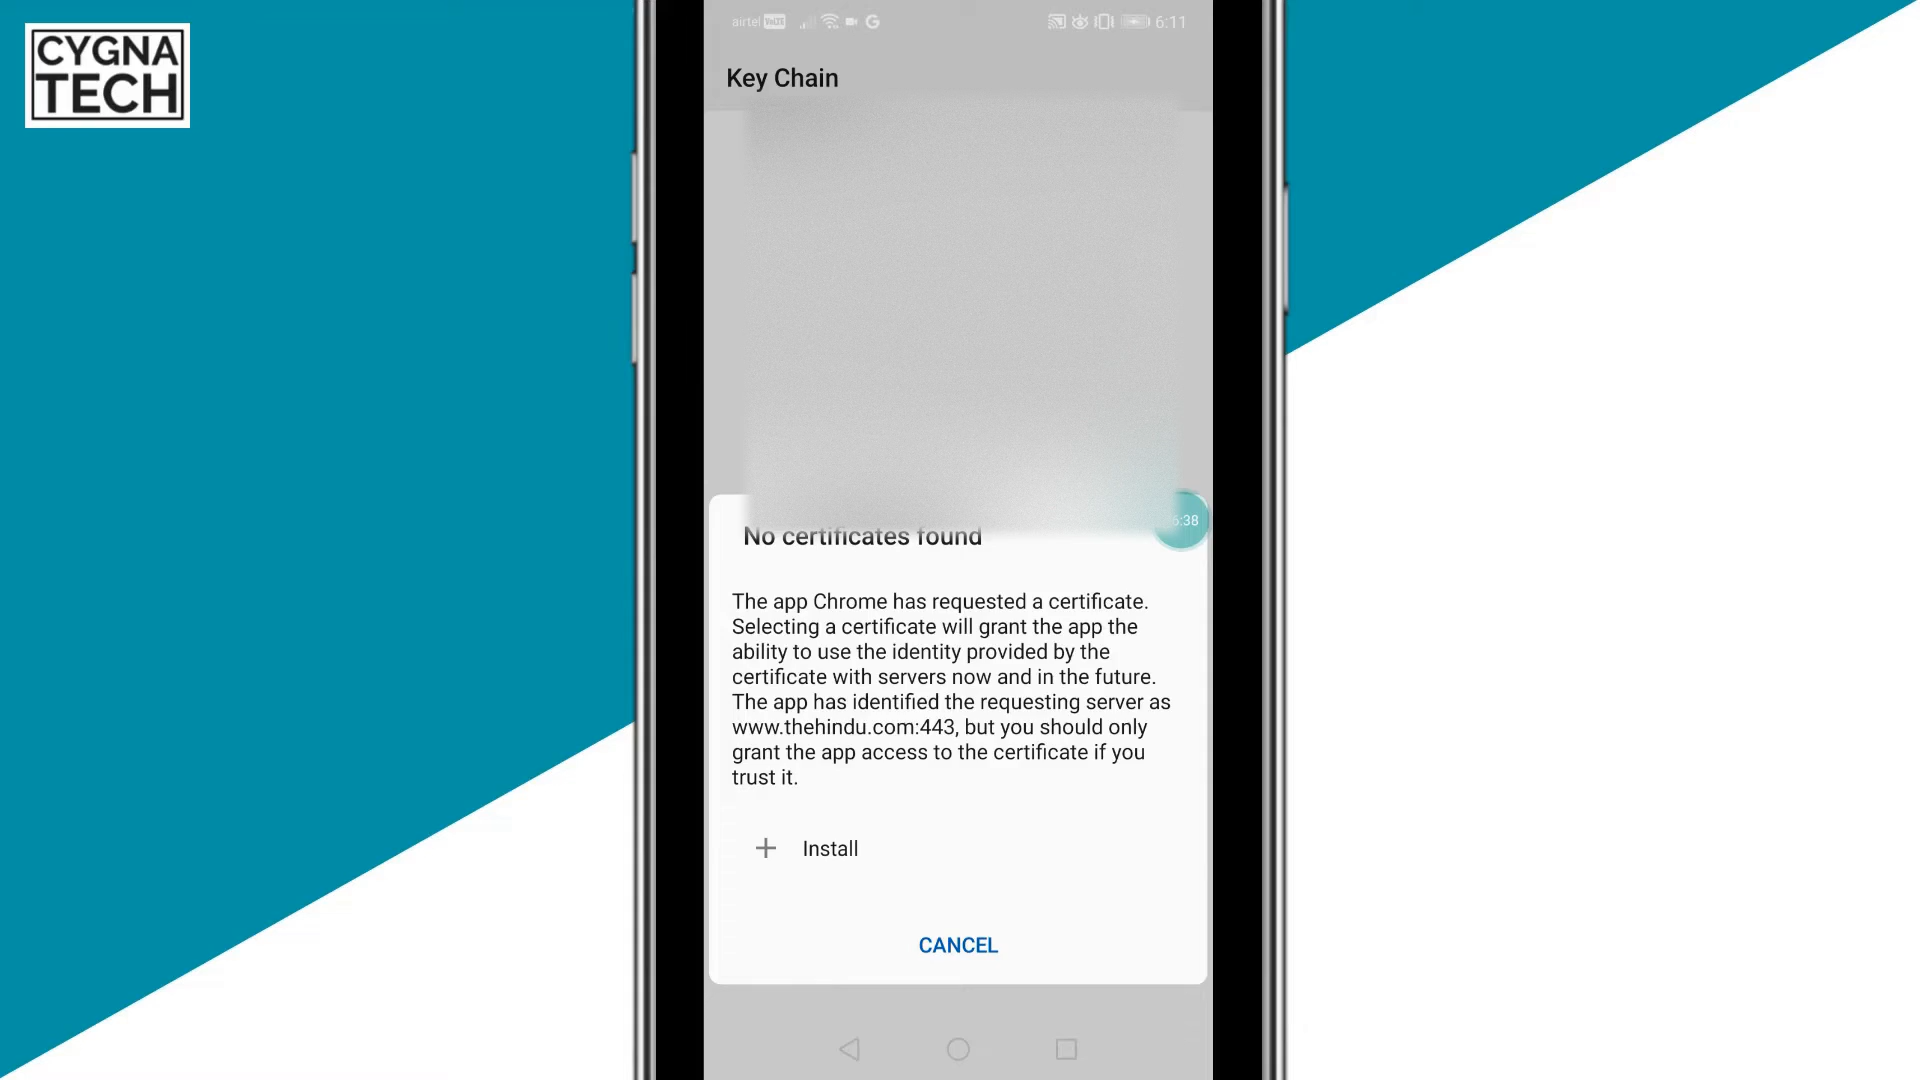 CYGNA
TECH
airtel VoLTE
6:11
Key Chain
No certificates found
:38
The app Chrome has requested a certificate.
Selecting a certificate will grant the app the
ability to use the identity provided by the
certificate with servers now and in the future.
The app has identified the requesting server as
www.thehindu.com:443, but you should only
grant the app access to the certificate if you
trust it.
Install
CANCEL